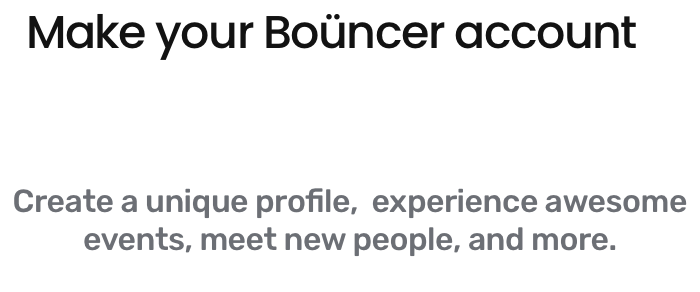 Make your Boüncer account
Create a unique profile,  experience awesome
events, meet new people, and more.